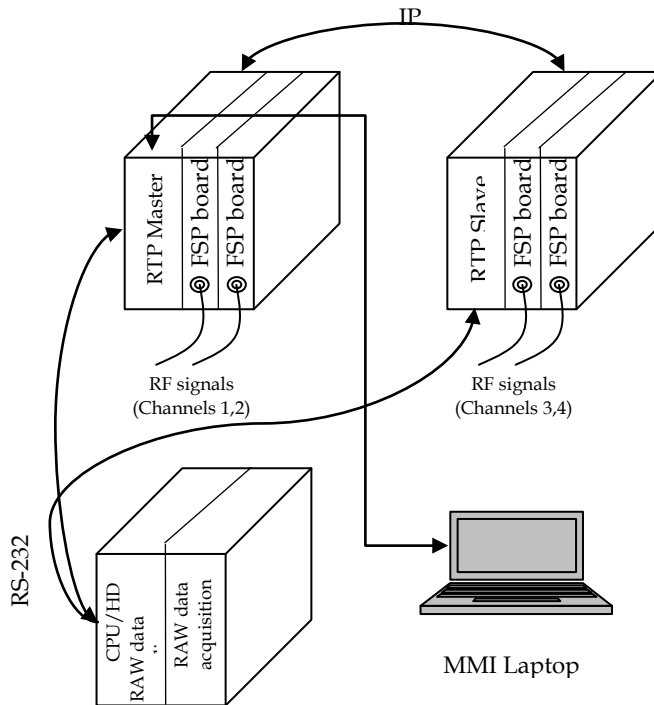 IP
RTP Master
FSP board
FSP board
RTP Slave
FSP board
FSP board
RF signals
(Channels 1,2)
RF signals
(Channels 3,4)
RS-232
CPU/HD
RAW data
RAW data
acquisition
MMI Laptop